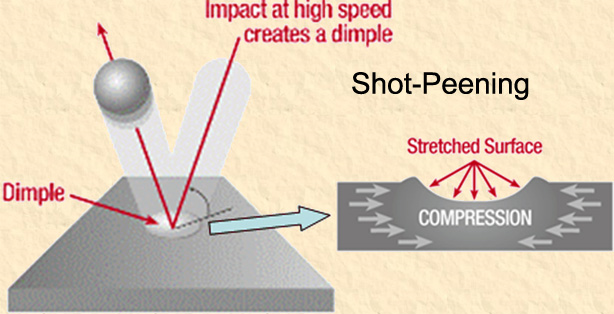 Impact at high speed
creates a dimple
Shot-Peening
Stretched Surface
Dimple
COMPRESSION